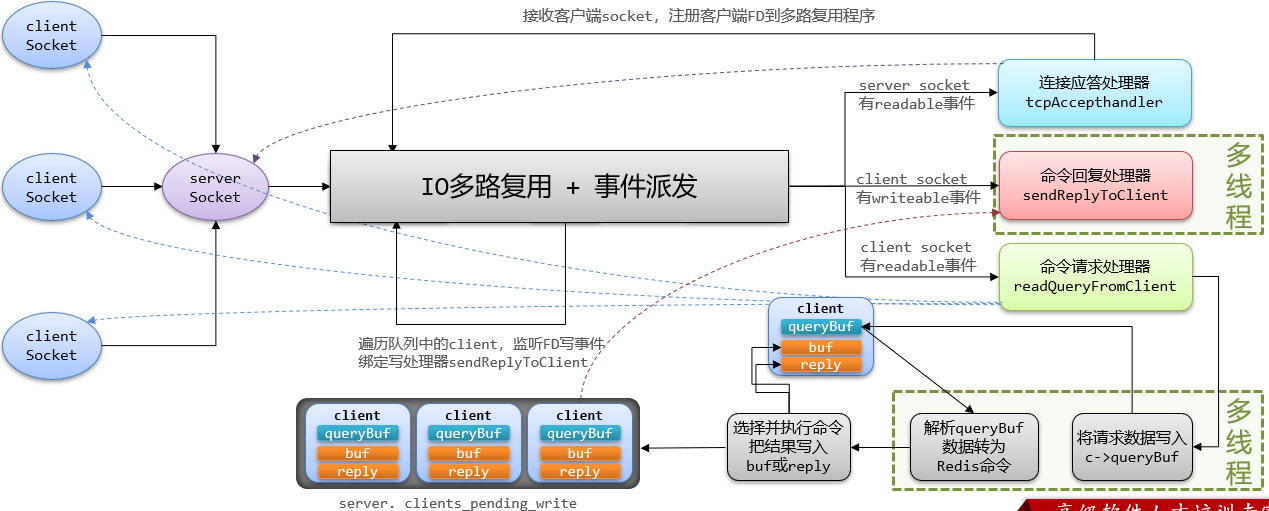 接收客户端socket，注册客户端FD到多路复用程序
client
Socket
client
Socket
client
Socket
server
Socket
IO多路复用 + 事件派发
server socket
有readable事件
client socket
有writeable事件
client socket
有readable事件
连接应答处理器
tcpAccepthandler
命令回复处理器
sendReplyToClient
多线程
命令请求处理器
readQueryFromClient
遍历队列中的client，监听FD写事件
绑定写处理器sendReplyToClient
client
queryBuf
buf
reply
client
queryBuf
buf
reply
client
queryBuf
buf
reply
client
queryBuf
buf
reply
server. clients_pending_write
选择并执行命令
把结果写入
buf或reply
解析queryBuf
数据转为
Redis命令
将请求数据写入
c->queryBuf
多线程